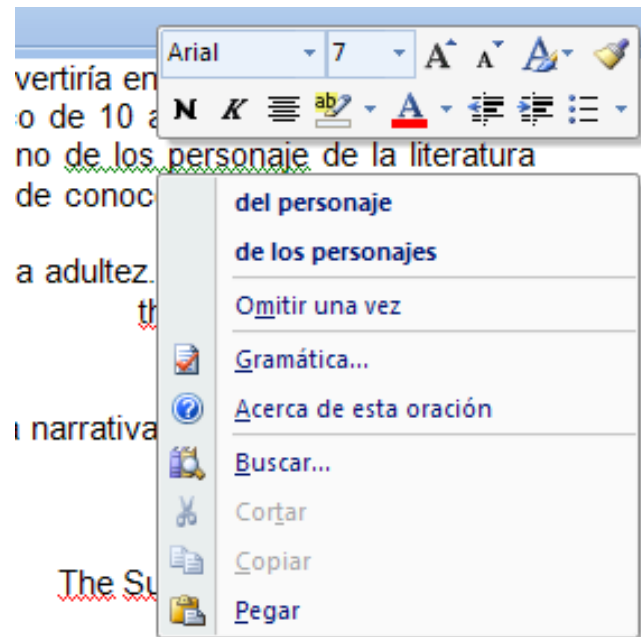 Arial 7
vertiría en
o de 10
N K
no de los personaje de la literatura
de conoc
del personaje
de los personajes
a adultez.
Omitir una vez
Gramática...
Acerca de esta oración
narrativa
Buscar...
Cortar
Copiar
The Su
Pegar